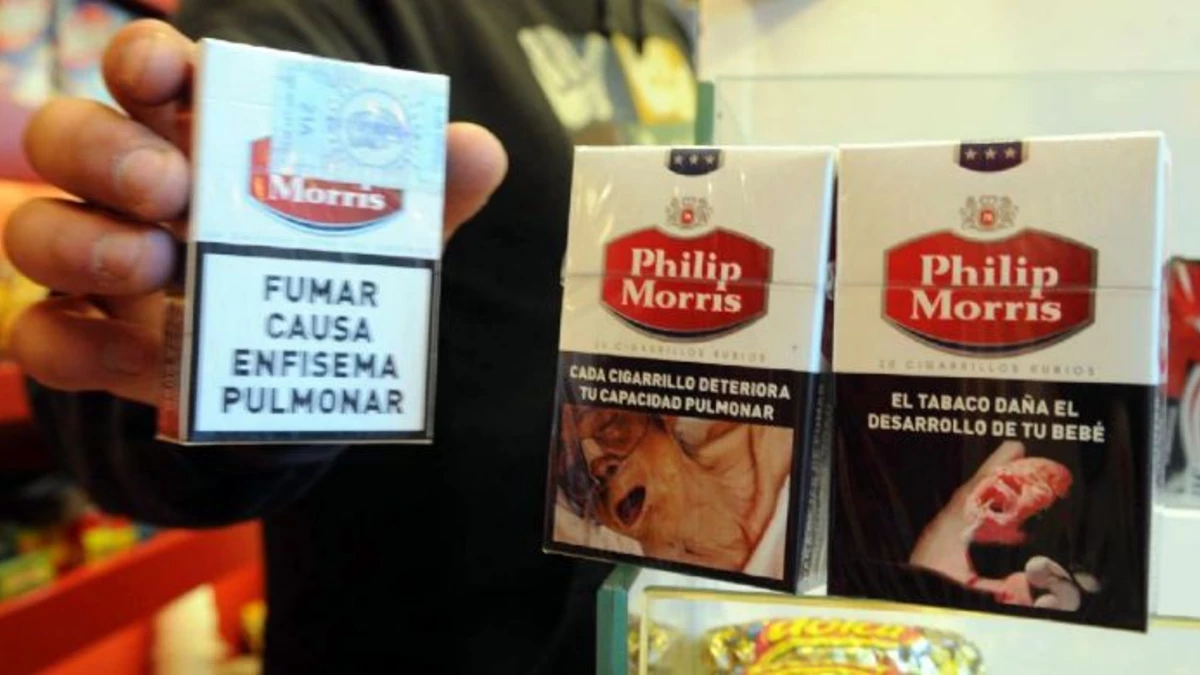 Morris
FUMAR
CAUSA
ENFISEMA
PULMONAR
Philip
Morris
20 CIGARRILLOS RUBIOS
CADA CIGARRILLO DETERIORA
TU CAPACIDAD PULMONAR
Philip
Morris
20 CIGARRILLOS RUBIOS
EL TABACO DAÑA EL
DESARROLLO DE TU BEBÉ